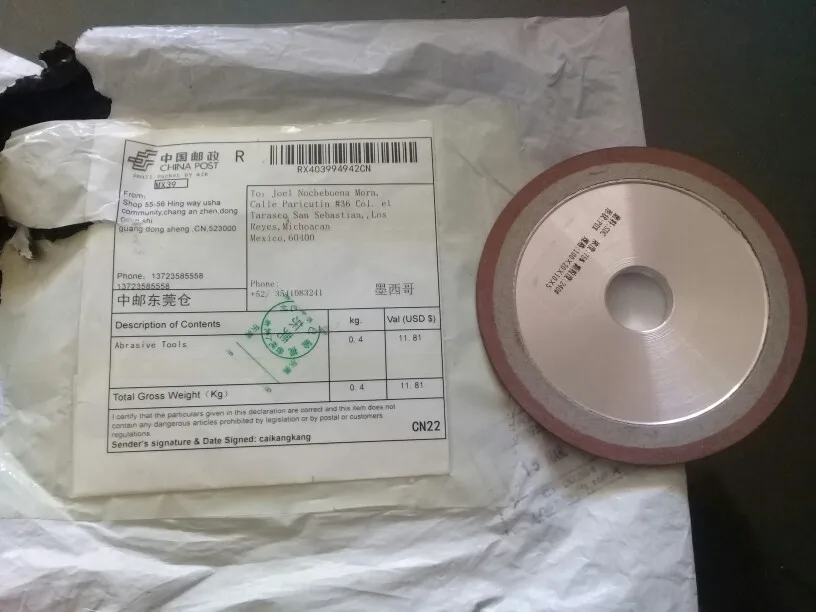 中国邮政
CHINA POST
Small Packet BY AIR
R
RX403994942CN
MX39
From:
Shop 55-56 Hing way usha
community,chang an zhen,dong
guang dong sheng ,CN,523000
Phone: 13723585558
13723585558
中邮东莞仓
To: Joel Nochebuena Mora,
Calle Paricutin #36 Col. el
Tarasco San Sebastian,,Los
Reyes,Michoacan
Mexico,60400
Phone:
+52/ 3541083241
墨西哥
Description of Contents
kg.
Val (USD $)
Abrasive Tools
0. 4
11. 81
Total Gross Weight (Kg)
0. 4
11. 81
I certify that the particulars given in this declaration are correct and this item does not
contain any dangerous articles prohibited by legislation or by postal or customers
regulations.
Sender's signature & Date Signed: caikangkang
CN22